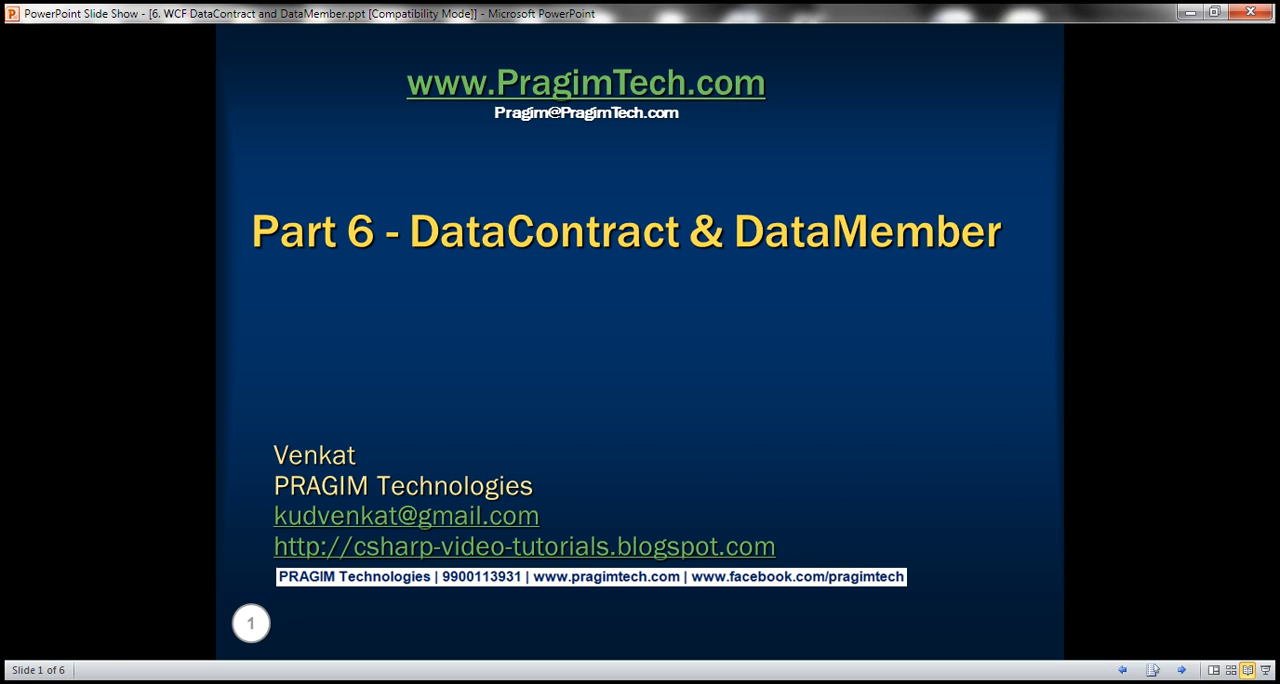 PowerPoint Slide Show - [6. WCF DataContract and DataMember.ppt [Compatibility Mode]] - Microsoft PowerPoint
www.PragimTech.com
Pragim@PragimTech.com
Part 6 - DataContract & DataMember
Venkat
PRAGIM Technologies
kudvenkat@gmail.com
http://csharp-video-tutorials.blogspot.com
PRAGIM Technologies | 9900113931 | www.pragimtech.com | www.facebook.com/pragimtech
1
Slide 1 of 6